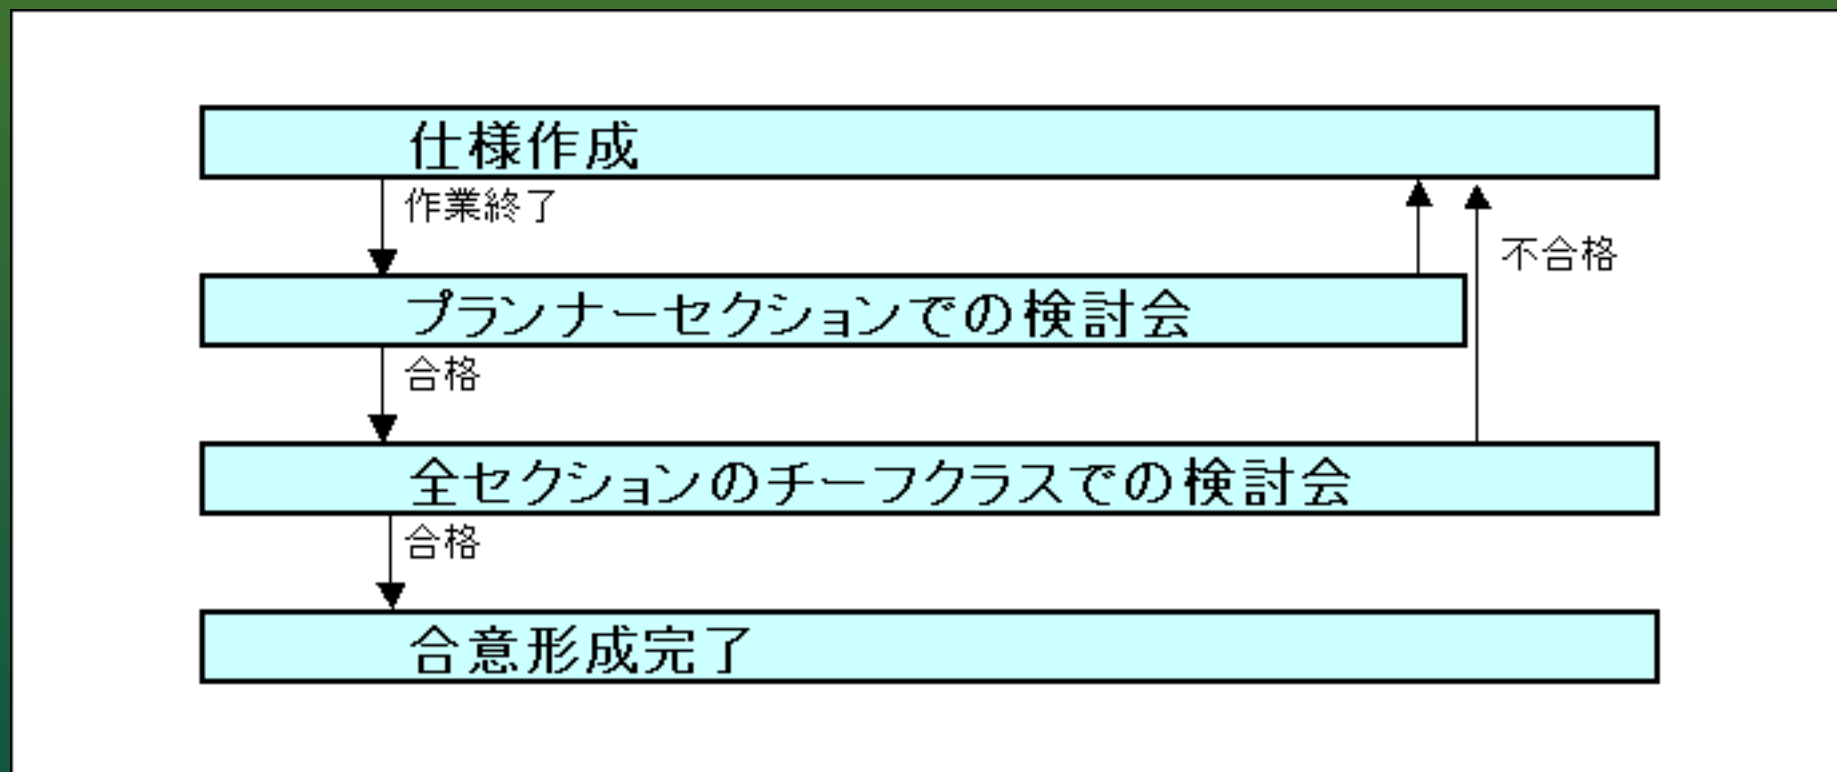 仕様作成
作業終了
不合格
プランナーセクションでの検討会
合格
全セクションのチーフクラスでの検討会
合格
合意形成完了